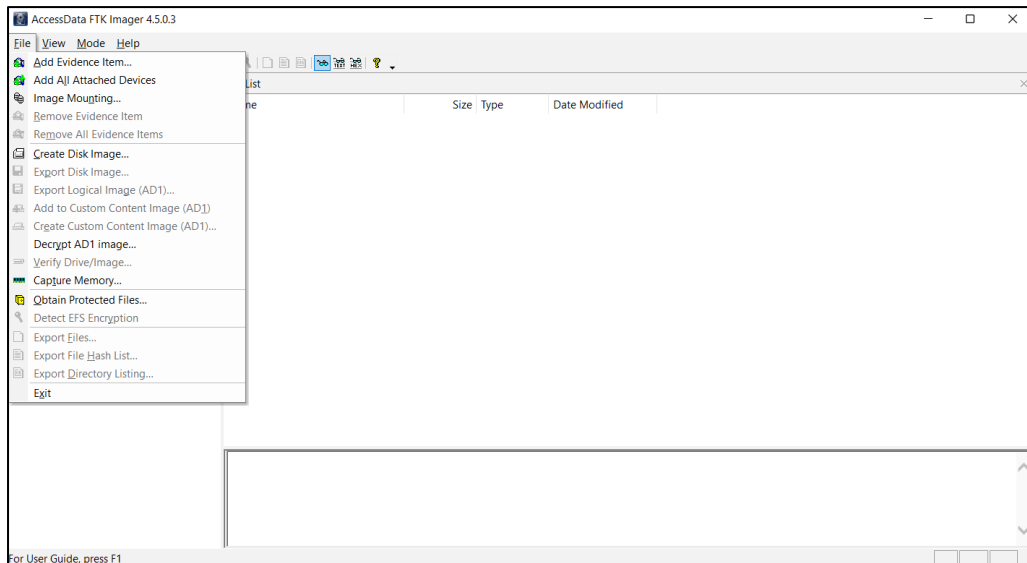 AccessData FTK Imager 4.5.0.3
File View Mode Help
Add Evidence Item...
Add All Attached Devices
Image Mounting...
Remove Evidence Item
Remove All Evidence Items
Create Disk Image...
Export Disk Image...
Export Logical Image (AD1)...
Add to Custom Content Image (AD1)
Create Custom Content Image (AD1)...
Decrypt AD1 image...
Verify Drive/Image...
Capture Memory...
Obtain Protected Files...
Detect EFS Encryption
Export Files...
Export File Hash List...
Export Directory Listing...
Exit
List
me Size Type Date Modified
For User Guide, press F1